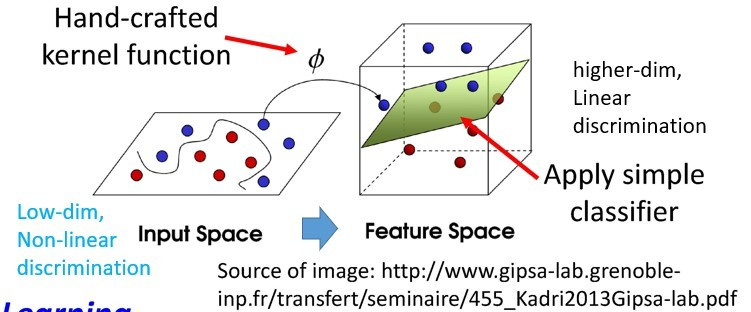 Hand-crafted
kernel function
ϕ
higher-dim,
Linear
discrimination
Apply simple
classifier
Low-dim,
Non-linear
discrimination
Input Space
Feature Space
Source of image: http://www.gipsa-lab.grenoble-
inp.fr/transfert/seminaire/455_Kadri2013Gipsa-lab.pdf
Learning